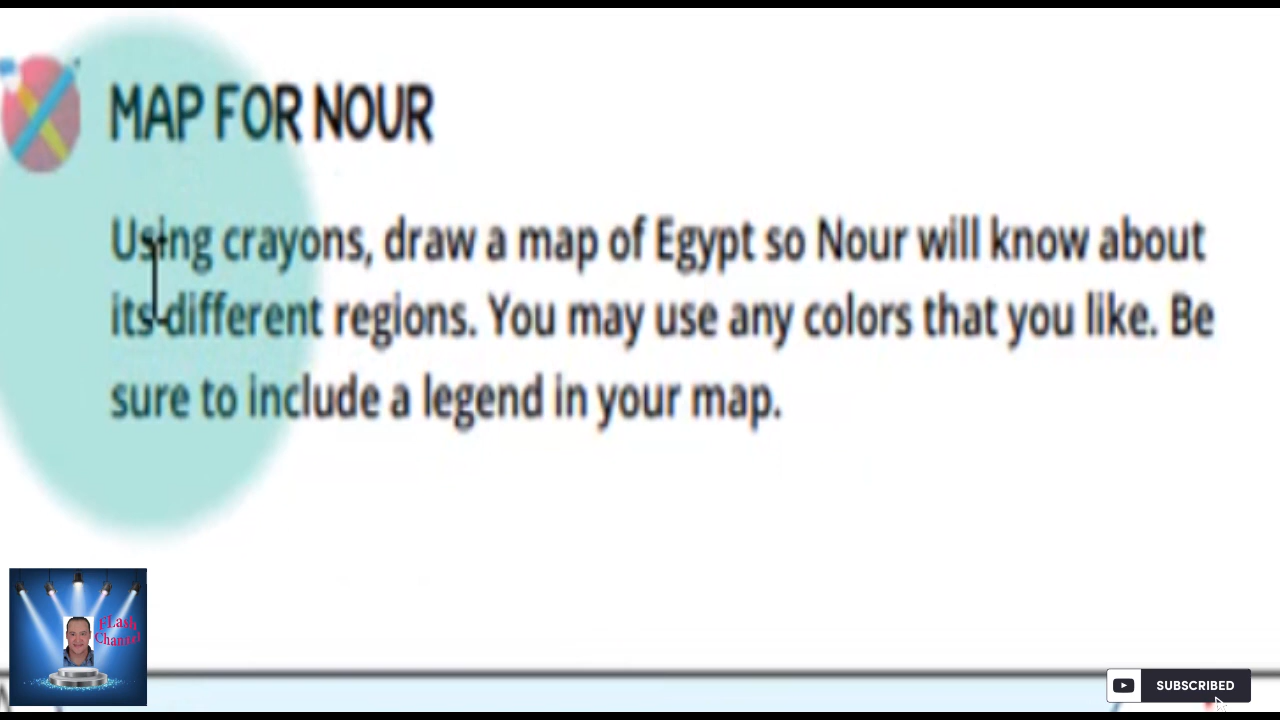 MAP FOR NOUR
Using crayons, draw a map of Egypt so Nour will know about
its different regions. You may use any colors that you like. Be
sure to include a legend in your map.
FLash
Channel
SUBSCRIBED